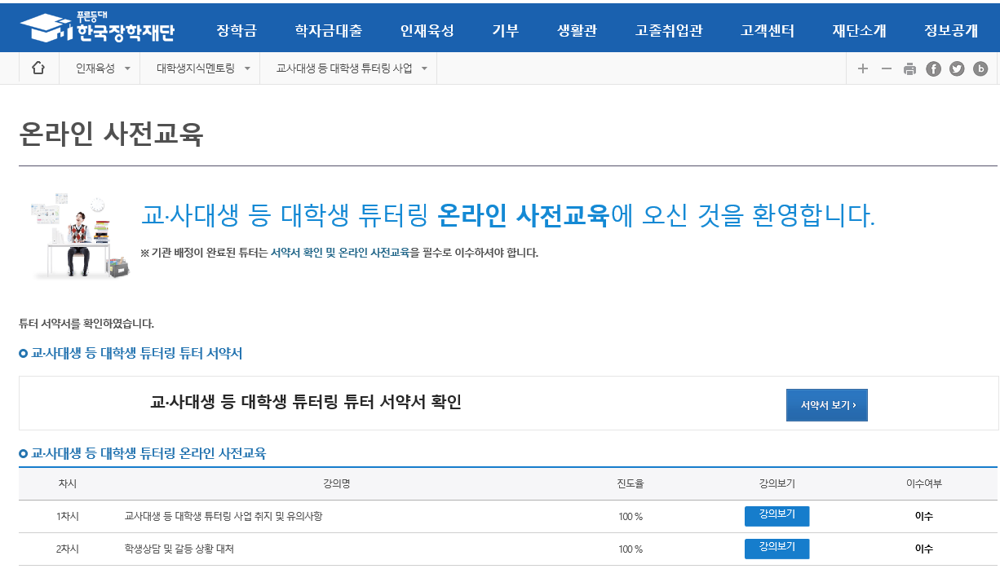 푸른등대
한국장학재단
장학금 학자금대출 인재육성 기부 생활관 고졸취업관 고객센터 재단소개 정보공개
인재육성 대학생지식멘토링 교사대생 등 대학생 튜터링 사업
온라인 사전교육
교·사대생 등 대학생 튜터링 온라인 사전교육에 오신 것을 환영합니다.
※ 기관 배정이 완료된 튜터는 서약서 확인 및 온라인 사전교육을 필수로 이수하셔야 합니다.
튜터 서약서를 확인하였습니다.
교·사대생 등 대학생 튜터링 튜터 서약서
교·사대생 등 대학생 튜터링 튜터 서약서 확인 서약서 보기 ›
교·사대생 등 대학생 튜터링 온라인 사전교육
차시 강의명 진도율 강의보기 이수여부
1차시 교사대생 등 대학생 튜터링 사업 취지 및 유의사항 100 % 강의보기 이수
2차시 학생상담 및 갈등 상황 대처 100 % 강의보기 이수